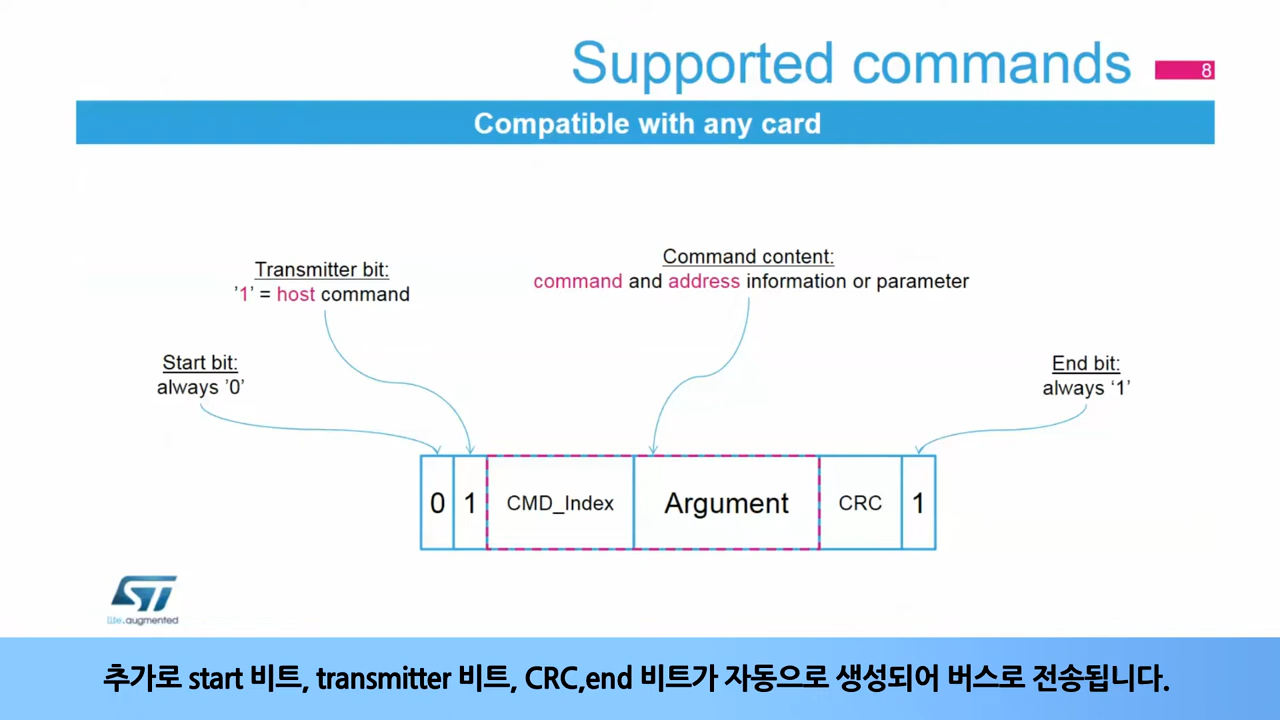 Supported commands
8
Compatible with any card
Transmitter bit:
’1’ = host command
Command content:
command and address information or parameter
Start bit:
always ’0’
End bit:
always ‘1’
0 1 CMD_Index Argument CRC 1
ST
life.augmented
추가로 start 비트, transmitter 비트, CRC,end 비트가 자동으로 생성되어 버스로 전송됩니다.